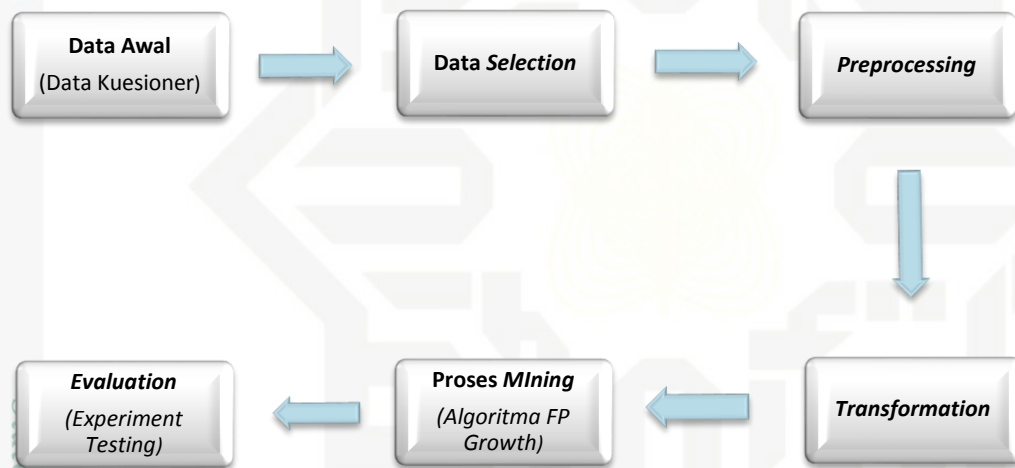 Data Awal
(Data Kuesioner)
Data Selection
Preprocessing
Transformation
Proses MIning
(Algoritma FP
Growth)
Evaluation
(Experiment
Testing)